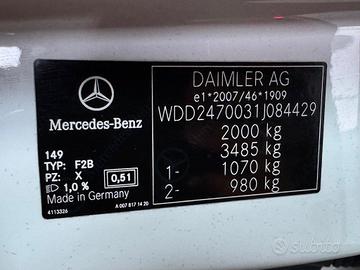 Mercedes-Benz
149
TYP: F2B
PZ: X
1,0 %
0,51
Made in Germany
4113326
A 007 817 14 20
DAIMLER AG
e1*2007/46*1909
WDD2470031J084429
2000 kg
3485 kg
1- 1070 kg
2- 980 kg
subito